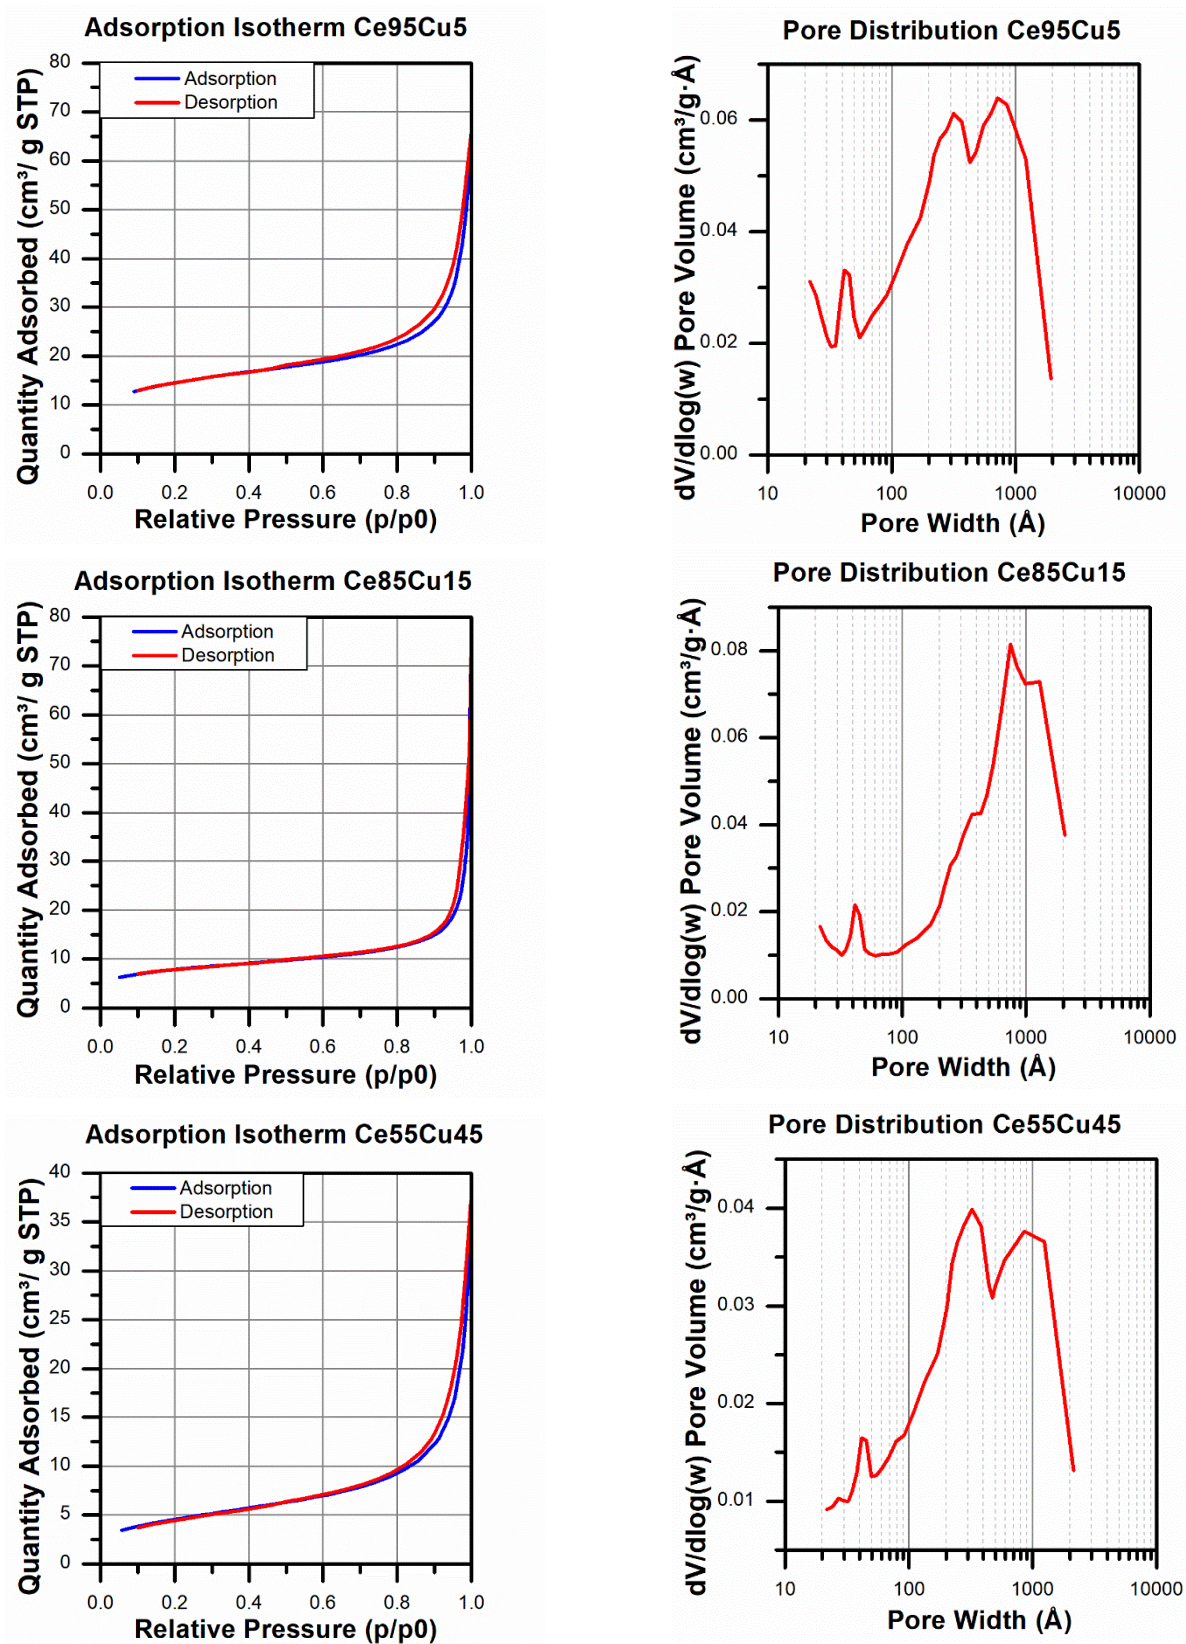 Adsorption Isotherm Ce95Cu5
Quantity Adsorbed (cm³/ g STP)
80
70
60
50
40
30
20
10
0
Adsorption
Desorption
0.0 0.2 0.4 0.6 0.8 1.0
Relative Pressure (p/p0)
Pore Distribution Ce95Cu5
dV/dlog(w) Pore Volume (cm³/g·Å)
0.06
0.04
0.02
0.00
10 100 1000 10000
Pore Width (Å)
Adsorption Isotherm Ce85Cu15
Quantity Adsorbed (cm³/ g STP)
80
70
60
50
40
30
20
10
0
Adsorption
Desorption
0.0 0.2 0.4 0.6 0.8 1.0
Relative Pressure (p/p0)
Pore Distribution Ce85Cu15
dV/dlog(w) Pore Volume (cm³/g·Å)
0.08
0.06
0.04
0.02
0.00
10 100 1000 10000
Pore Width (Å)
Adsorption Isotherm Ce55Cu45
Quantity Adsorbed (cm³/ g STP)
40
35
30
25
20
15
10
5
0
Adsorption
Desorption
0.0 0.2 0.4 0.6 0.8 1.0
Relative Pressure (p/p0)
Pore Distribution Ce55Cu45
dV/dlog(w) Pore Volume (cm³/g·Å)
0.04
0.03
0.02
0.01
10 100 1000 10000
Pore Width (Å)